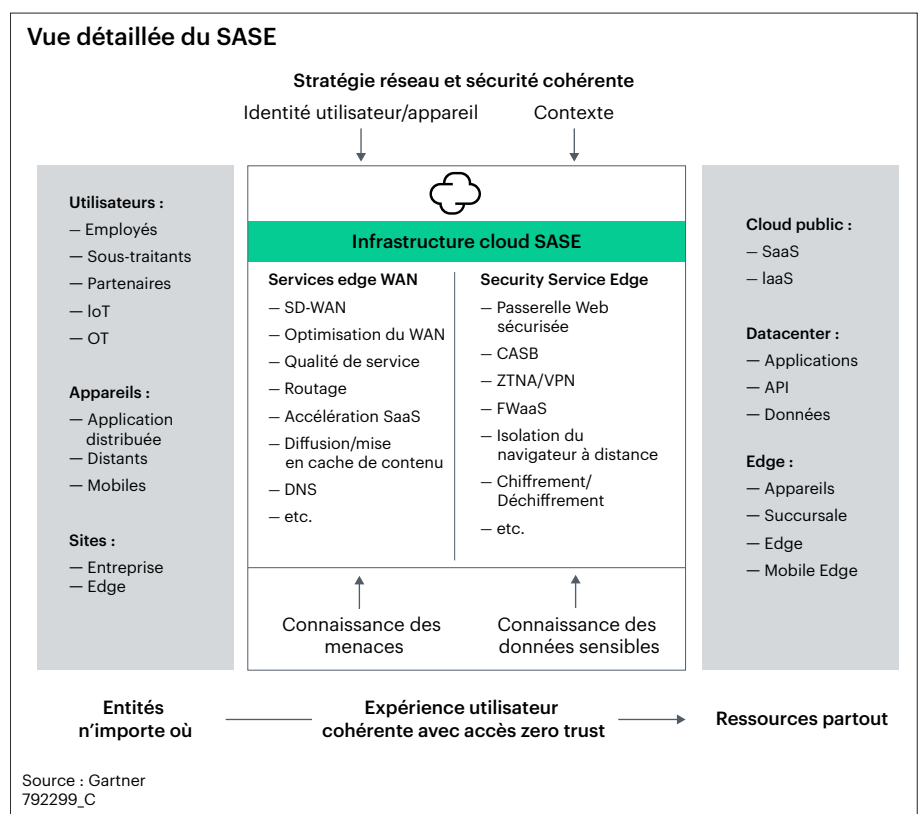 Vue détaillée du SASE
Stratégie réseau et sécurité cohérente
Identité utilisateur/appareil
Contexte
Utilisateurs :
— Employés
— Sous-traitants
— Partenaires
— IoT
— OT
Appareils :
— Application
distribuée
— Distants
— Mobiles
Sites :
— Entreprise
— Edge
Infrastructure cloud SASE
Services edge WAN
— SD-WAN
— Optimisation du WAN
— Qualité de service
— Routage
— Accélération SaaS
— Diffusion/mise
en cache de contenu
— DNS
— etc.
Security Service Edge
— Passerelle Web
sécurisée
— CASB
— ZTNA/VPN
— FWaaS
— Isolation du
navigateur à distance
— Chiffrement/
Déchiffrement
— etc.
Connaissance des
menaces
Connaissance des
données sensibles
Cloud public :
— SaaS
— IaaS
Datacenter :
— Applications
— API
— Données
Edge :
— Appareils
— Succursale
— Edge
— Mobile Edge
Entités
n'importe où
Expérience utilisateur
cohérente avec accès zero trust
Ressources partout
Source : Gartner
792299_C